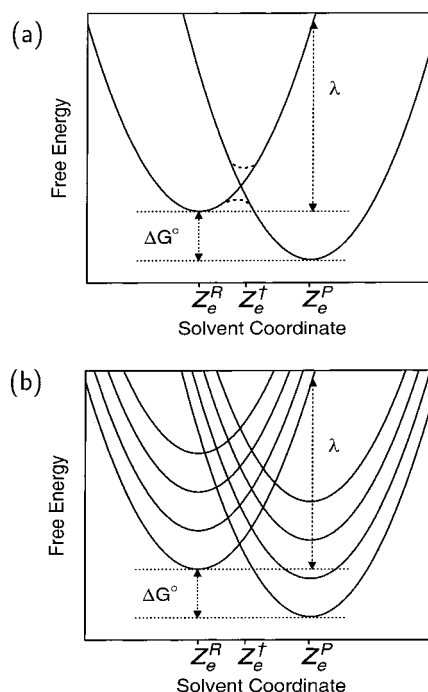 (a)
Free Energy
λ
ΔG°
Z_e^R Z_e^† Z_e^P
Solvent Coordinate
(b)
Free Energy
λ
ΔG°
Z_e^R Z_e^† Z_e^P
Solvent Coordinate